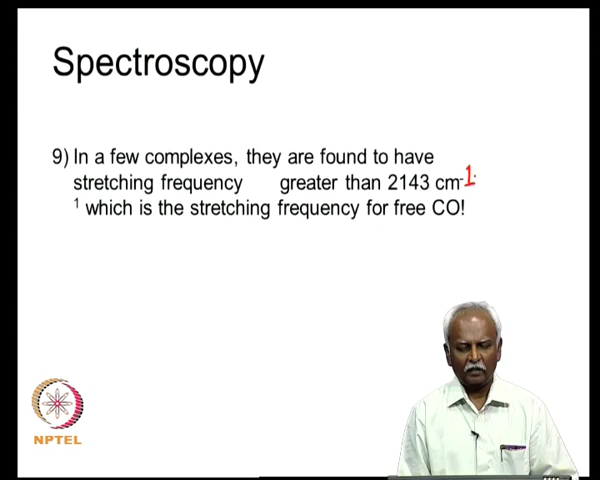 Spectroscopy
9) In a few complexes, they are found to have
stretching frequency greater than 2143 cm-1.
1 which is the stretching frequency for free CO!
NPTEL